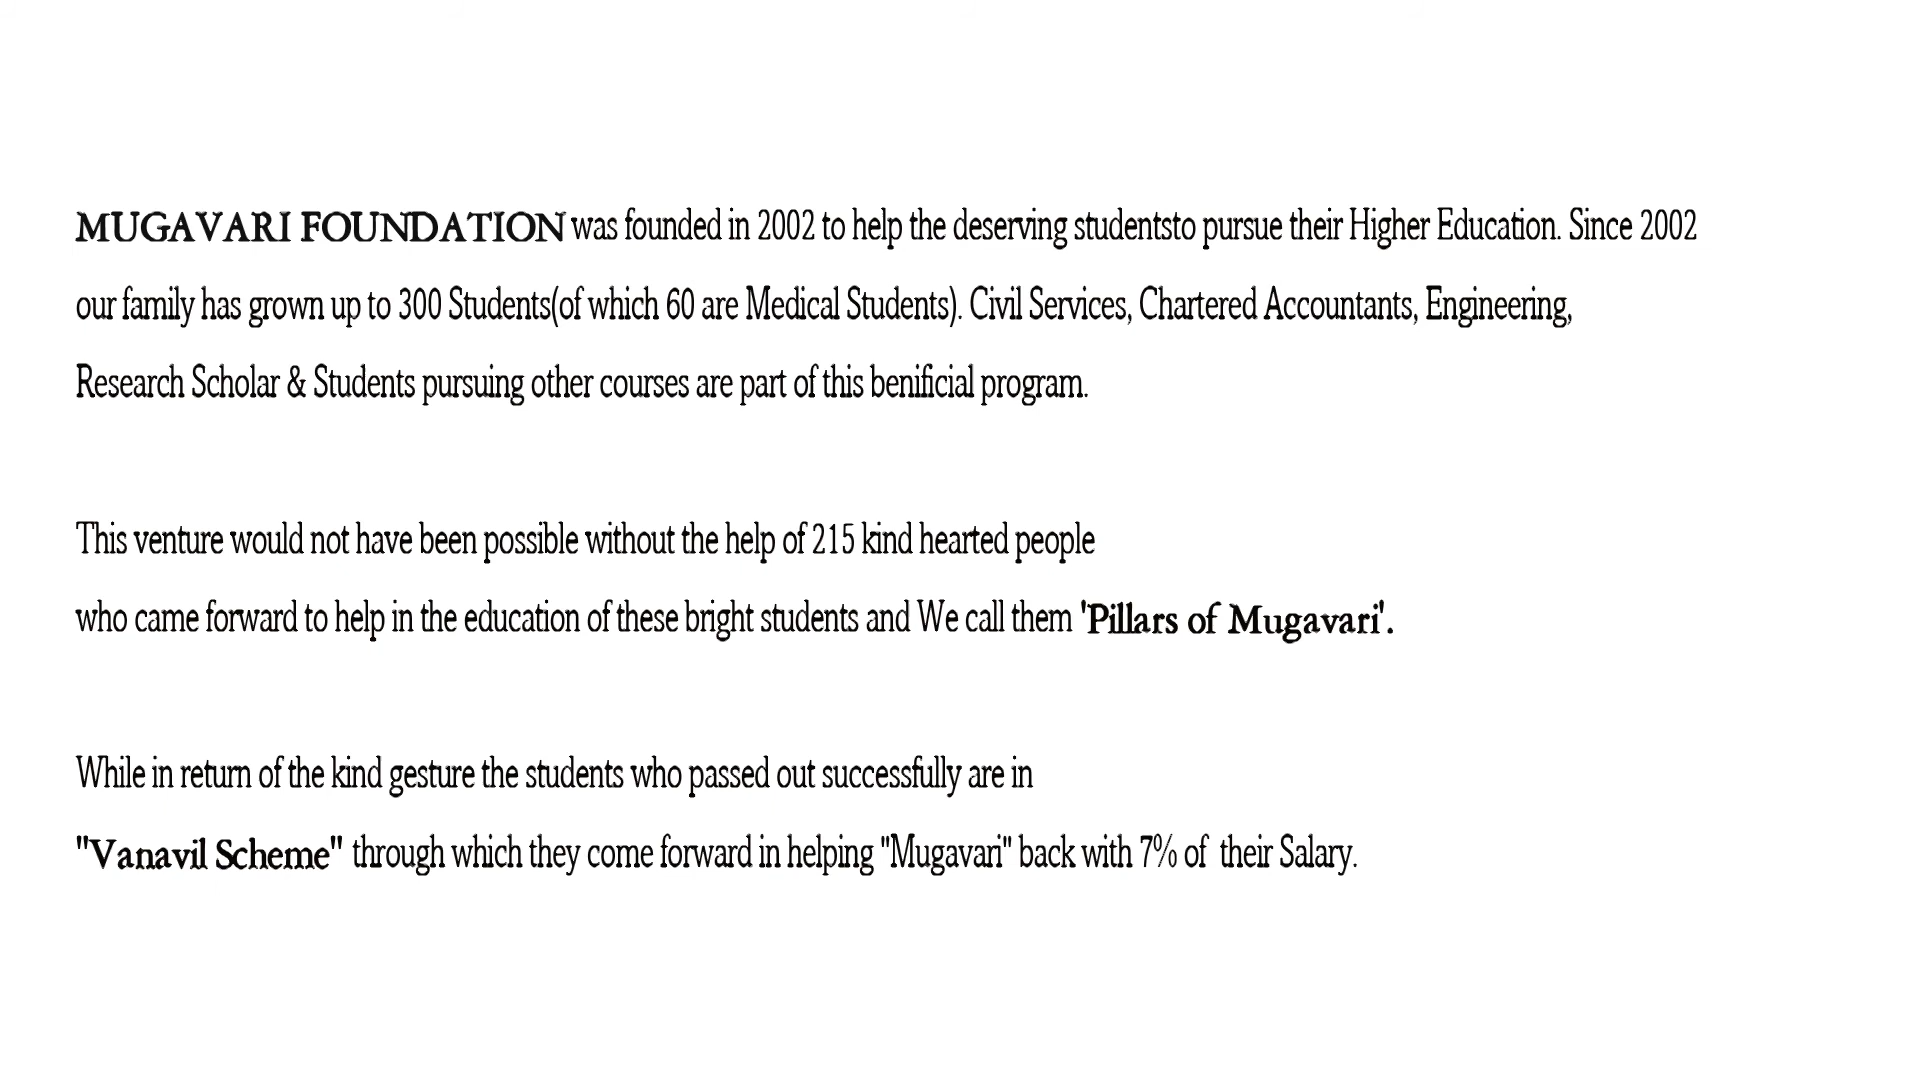 MUGAVARI FOUNDATION was founded in 2002 to help the deserving studentsto pursue their Higher Education. Since 2002
our family has grown up to 300 Students(of which 60 are Medical Students). Civil Services, Chartered Accountants, Engineering,
Research Scholar & Students pursuing other courses are part of this benificial program.
This venture would not have been possible without the help of 215 kind hearted people
who came forward to help in the education of these bright students and We call them 'Pillars of Mugavari'.
While in return of the kind gesture the students who passed out successfully are in
"Vanavil Scheme" through which they come forward in helping "Mugavari" back with 7% of their Salary.